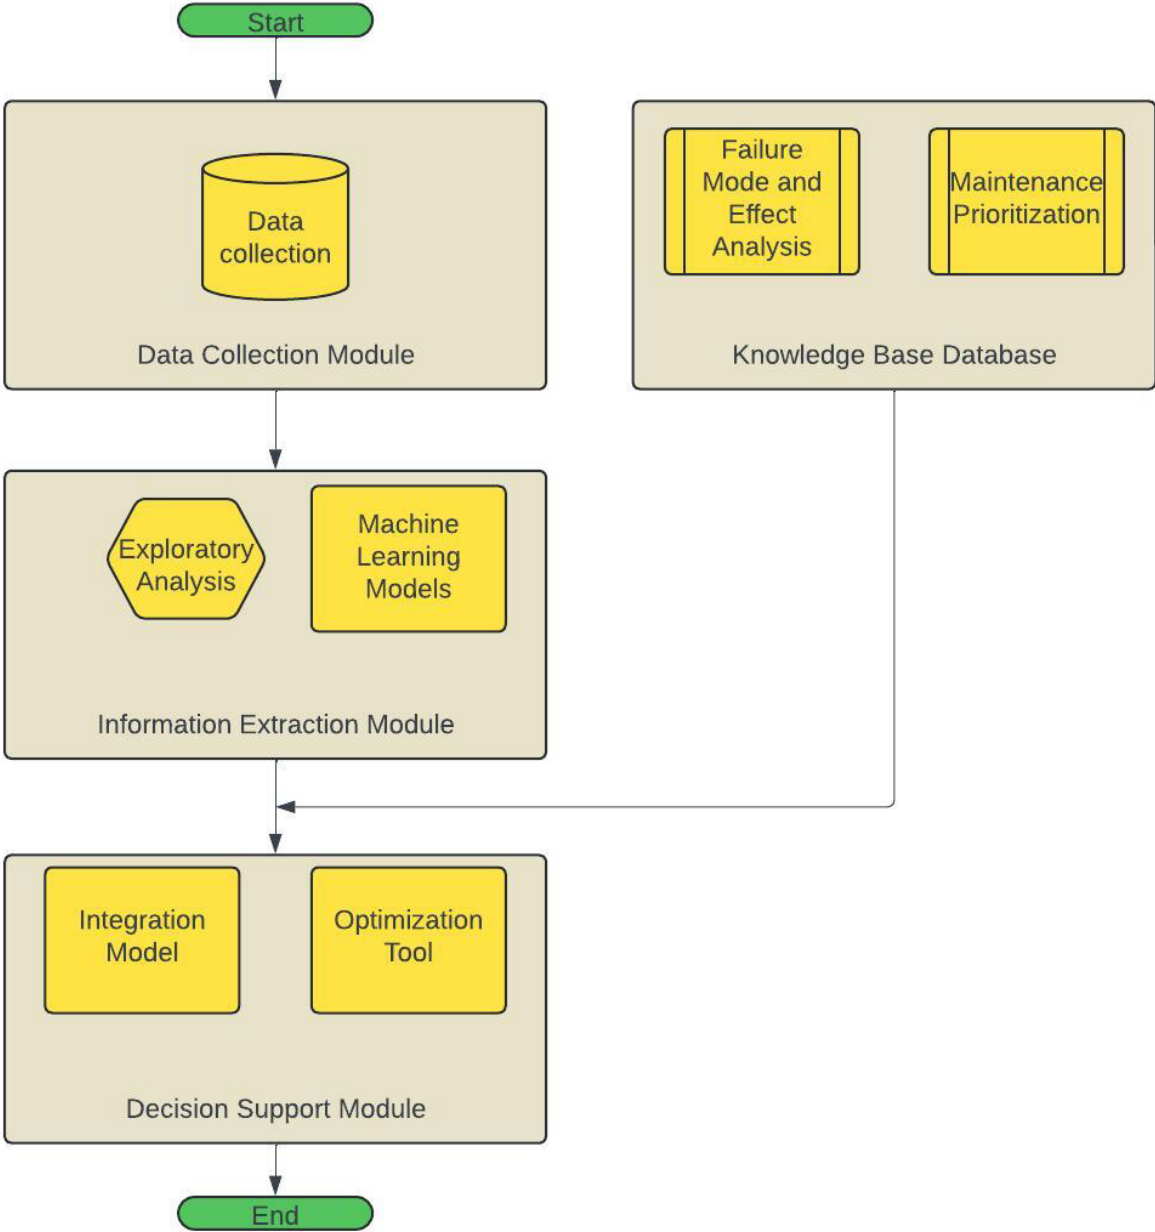 Start
Data
collection
Data Collection Module
Failure
Mode and
Effect
Analysis
Maintenance
Prioritization
Knowledge Base Database
Exploratory
Analysis
Machine
Learning
Models
Information Extraction Module
Integration
Model
Optimization
Tool
Decision Support Module
End